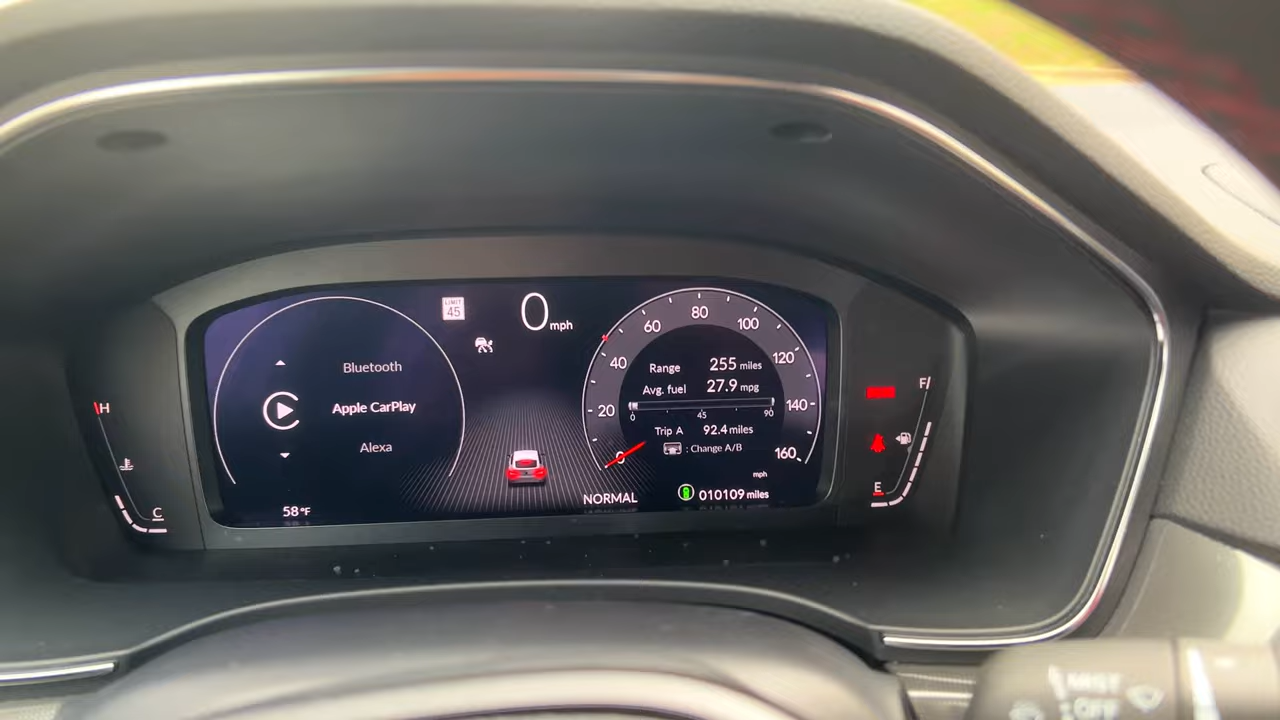 LIMIT
45
0 mph
Bluetooth
Apple CarPlay
Alexa
58°F
H
C
0
20
40
60
80
100
120
140
160
mph
Range 255 miles
Avg. fuel 27.9 mpg
0 45 90
Trip A 92.4 miles
: Change A/B
NORMAL
010109 miles
F
E
MIST
OFF